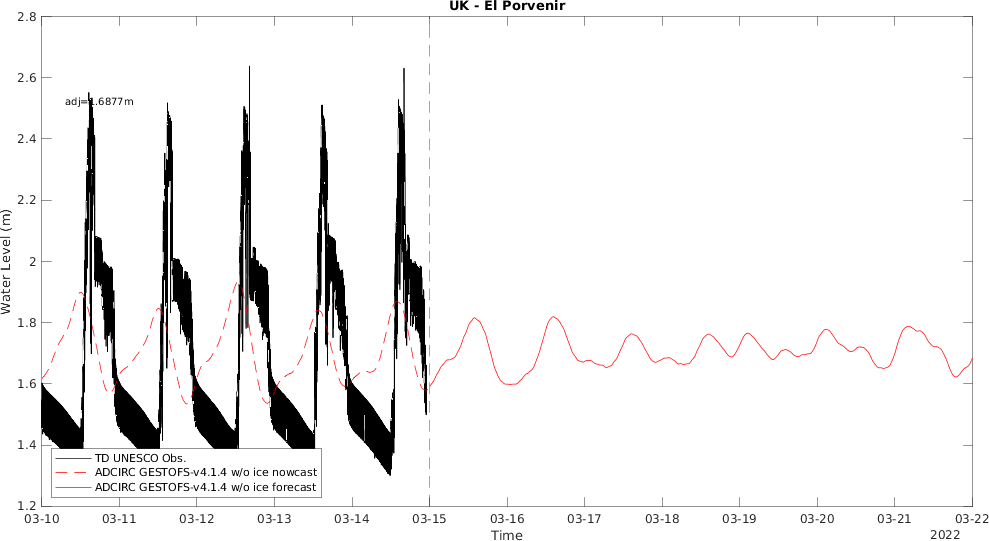 UK - El Porvenir
2.8
2.6
adj=1.6877m
2.4
2.2
2
1.8
1.6
1.4
1.2
Water Level (m)
TD UNESCO Obs.
ADCIRC GESTOFS-v4.1.4 w/o ice nowcast
ADCIRC GESTOFS-v4.1.4 w/o ice forecast
03-10 03-11 03-12 03-13 03-14 03-15 03-16 03-17 03-18 03-19 03-20 03-21 03-22
Time
2022